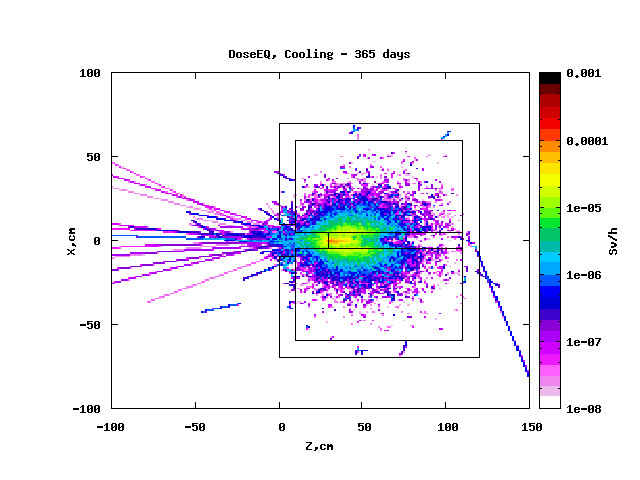 DoseEQ, Cooling - 365 days
100
50
0
-50
-100
X,cm
-100 -50 0 50 100 150
Z,cm
0.001
0.0001
1e-05
1e-06
1e-07
1e-08
Sv/h